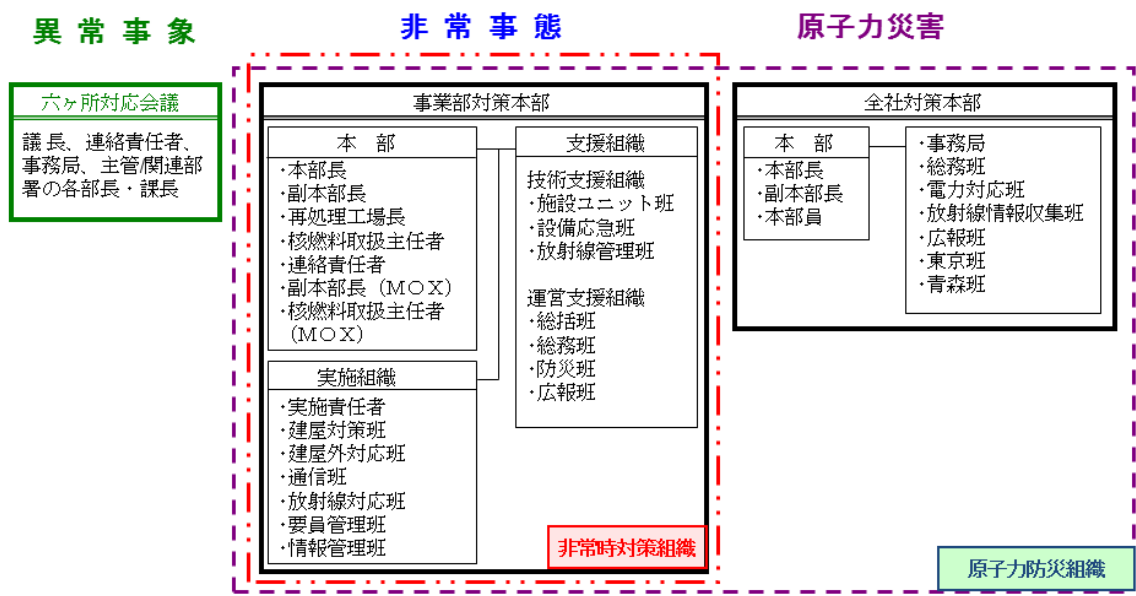 異 常 事 象
非 常 事 態
原子力災害
六ヶ所対応会議
議長、連絡責任者、
事務局、主管/関連部
署の各部長・課長
事業部対策本部
本　部
・本部長
・副本部長
・再処理工場長
・核燃料取扱主任者
・連絡責任者
・副本部長（ＭＯＸ）
・核燃料取扱主任者
（ＭＯＸ）
実施組織
・実施責任者
・建屋対策班
・建屋外対応班
・通信班
・放射線対応班
・要員管理班
・情報管理班
支援組織
技術支援組織
・施設ユニット班
・設備応急班
・放射線管理班
運営支援組織
・総括班
・総務班
・防災班
・広報班
非常時対策組織
全社対策本部
本　部
・本部長
・副本部長
・本部員
・事務局
・総務班
・電力対応班
・放射線情報収集班
・広報班
・東京班
・青森班
原子力防災組織